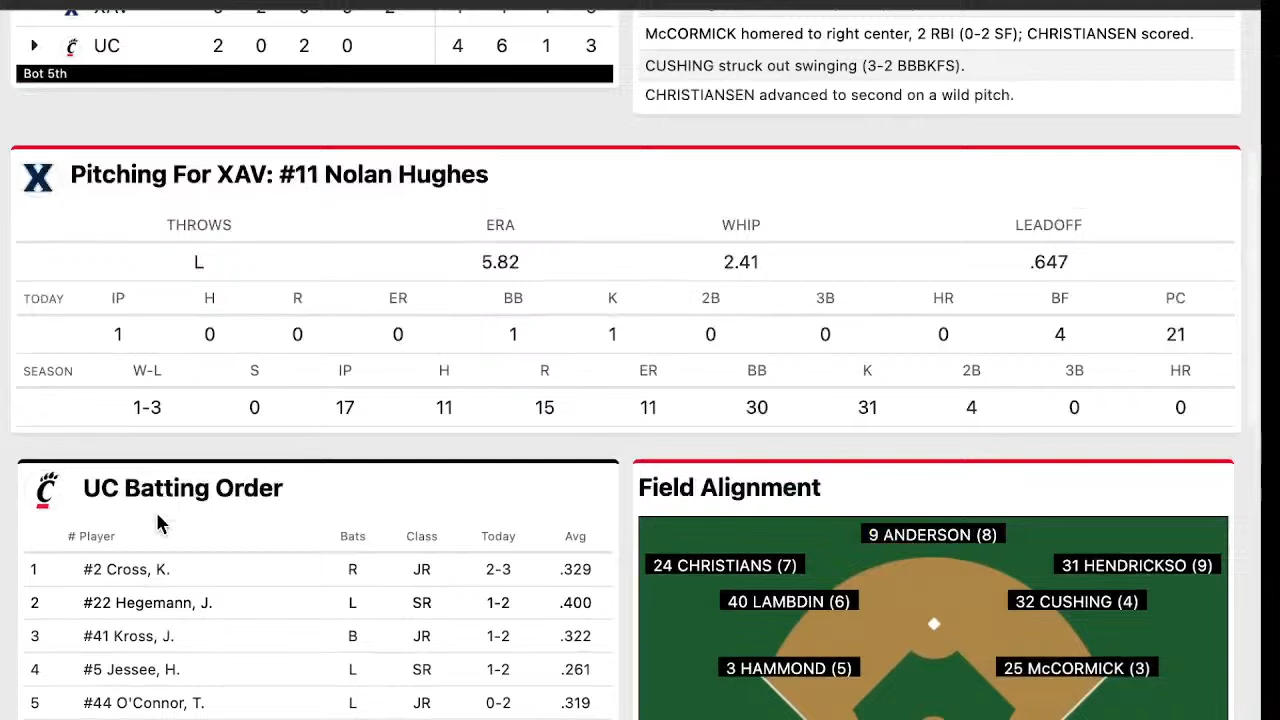 UC 2 0 2 0 4 6 1 3
Bot 5th
McCORMICK homered to right center, 2 RBI (0-2 SF); CHRISTIANSEN scored.
CUSHING struck out swinging (3-2 BBBKFS).
CHRISTIANSEN advanced to second on a wild pitch.
Pitching For XAV: #11 Nolan Hughes
THROWS ERA WHIP LEADOFF
L 5.82 2.41 .647
TODAY IP H R ER BB K 2B 3B HR BF PC
1 0 0 0 1 1 0 0 0 4 21
SEASON W-L S IP H R ER BB K 2B 3B HR
1-3 0 17 11 15 11 30 31 4 0 0
UC Batting Order
# Player Bats Class Today Avg
1 #2 Cross, K. R JR 2-3 .329
2 #22 Hegemann, J. L SR 1-2 .400
3 #41 Kross, J. B JR 1-2 .322
4 #5 Jessee, H. L SR 1-2 .261
5 #44 O'Connor, T. L JR 0-2 .319
Field Alignment
9 ANDERSON (8)
24 CHRISTIANS (7)
31 HENDRICKSO (9)
40 LAMBDIN (6)
32 CUSHING (4)
3 HAMMOND (5)
25 McCORMICK (3)